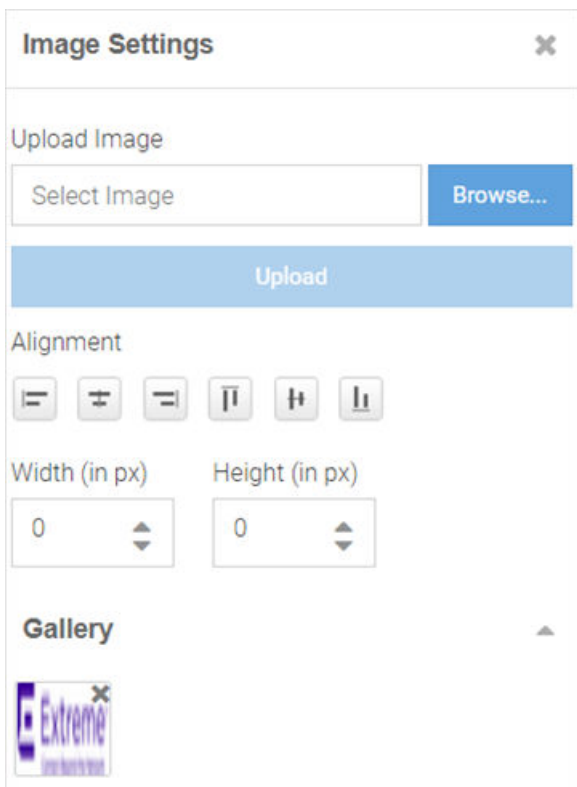 Image Settings
Upload Image
Select Image
Browse...
Upload
Alignment
Width (in px)
Height (in px)
0
0
Gallery
Extreme